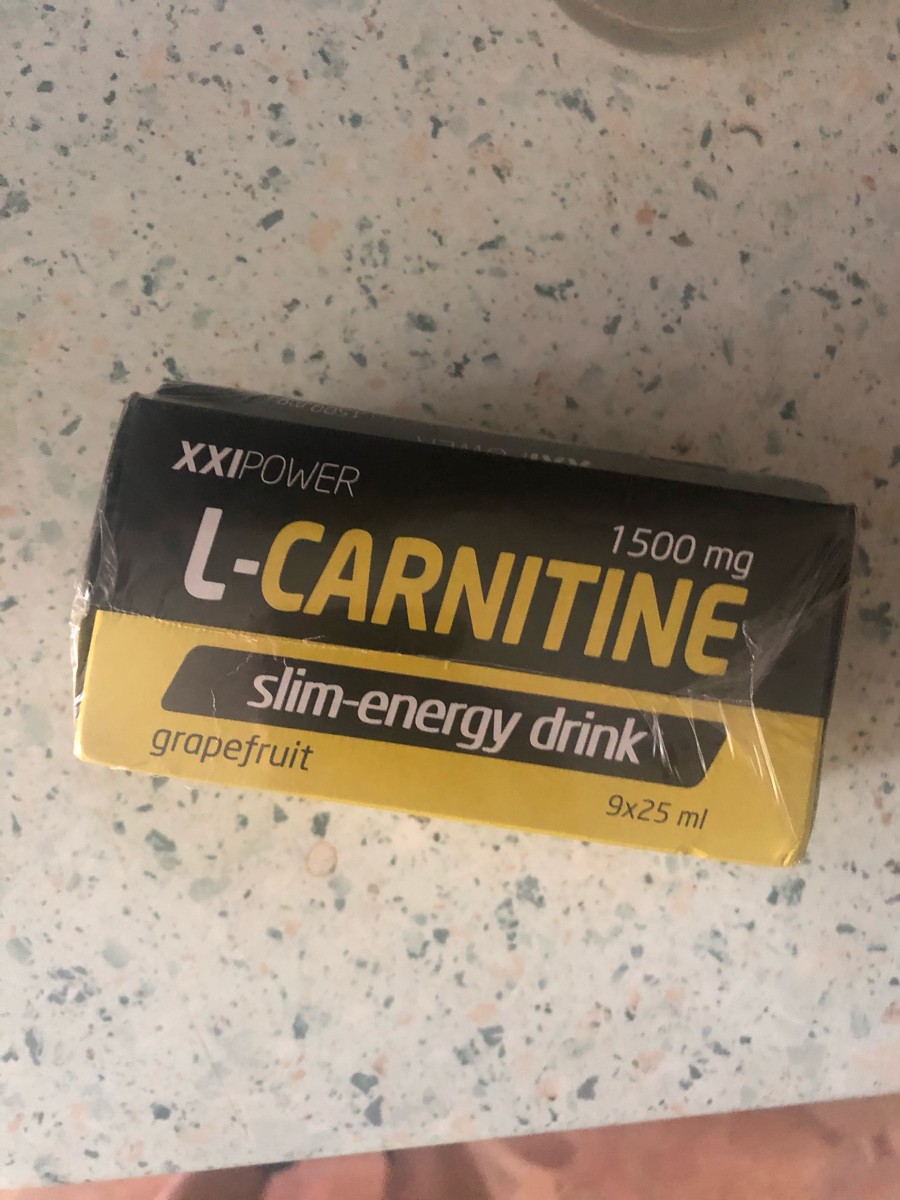 XXIPOWER
1500 mg
L-CARNITINE
slim-energy drink
grapefruit
9x25 ml